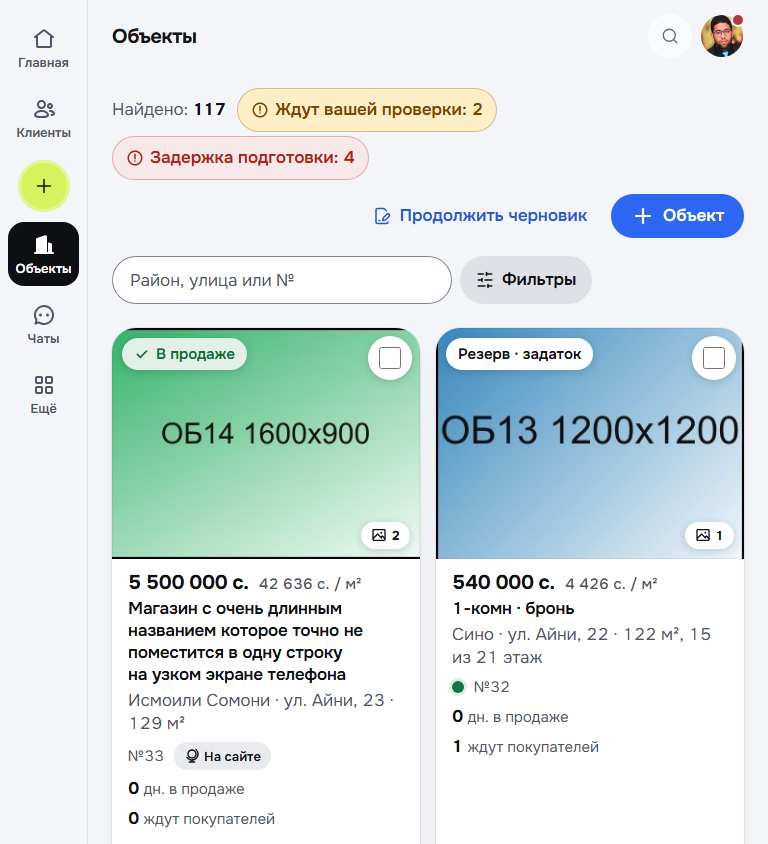 Объекты
Главная
Клиенты
Объекты
Чаты
Ещё
Найдено: 117
Ждут вашей проверки: 2
Задержка подготовки: 4
Продолжить черновик
Объект
Район, улица или №
Фильтры
В продаже
ОБ14 1600x900
2
5 500 000 с. 42 636 с. / м²
Магазин с очень длинным
названием которое точно не
поместится в одну строку
на узком экране телефона
Исмоили Сомони · ул. Айни, 23 ·
129 м²
№33
На сайте
0 дн. в продаже
0 ждут покупателей
Резерв · задаток
ОБ13 1200x1200
1
540 000 с. 4 426 с. / м²
1-комн · бронь
Сино · ул. Айни, 22 · 122 м², 15
из 21 этаж
№32
0 дн. в продаже
1 ждут покупателей